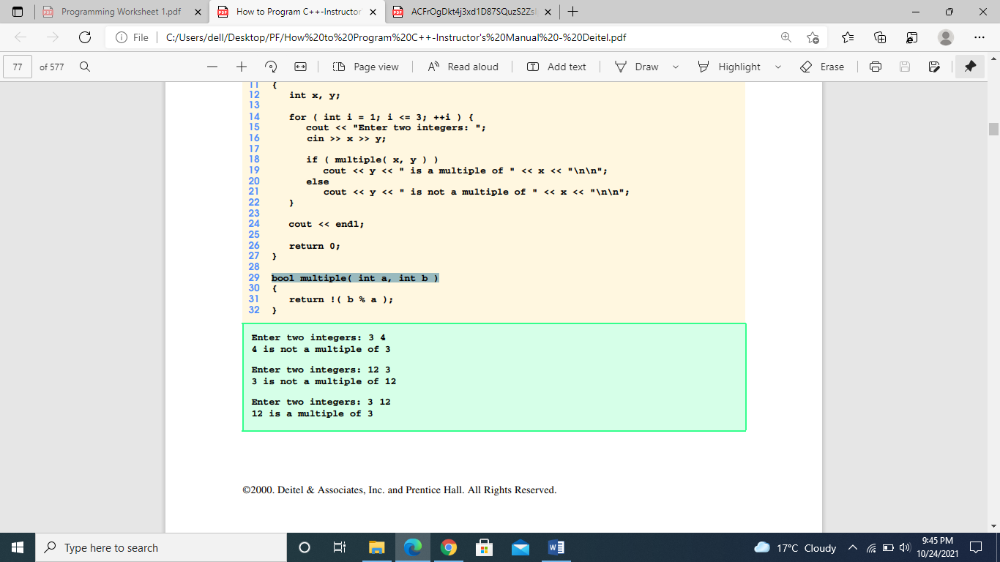 Programming Worksheet 1.pdf
How to Program C++-Instructor
ACFrOgDkt4j3xd1D87SQuzS2Zs
File
C:/Users/dell/Desktop/PF/How%20to%20Program%20C++-Instructor's%20Manual%20-%20Deitel.pdf
77 of 577
Page view
Read aloud
Add text
Draw
Highlight
Erase
11 {
12 int x, y;
13
14 for ( int i = 1; i <= 3; ++i ) {
15 cout << "Enter two integers: ";
16 cin >> x >> y;
17
18 if ( multiple( x, y ) )
19 cout << y << " is a multiple of " << x << "\n\n";
20 else
21 cout << y << " is not a multiple of " << x << "\n\n";
22 }
23
24 cout << endl;
25
26 return 0;
27 }
28
29 bool multiple( int a, int b )
30 {
31 return !( b % a );
32 }
Enter two integers: 3 4
4 is not a multiple of 3
Enter two integers: 12 3
3 is not a multiple of 12
Enter two integers: 3 12
12 is a multiple of 3
©2000. Deitel & Associates, Inc. and Prentice Hall. All Rights Reserved.
Type here to search
17°C Cloudy
9:45 PM
10/24/2021